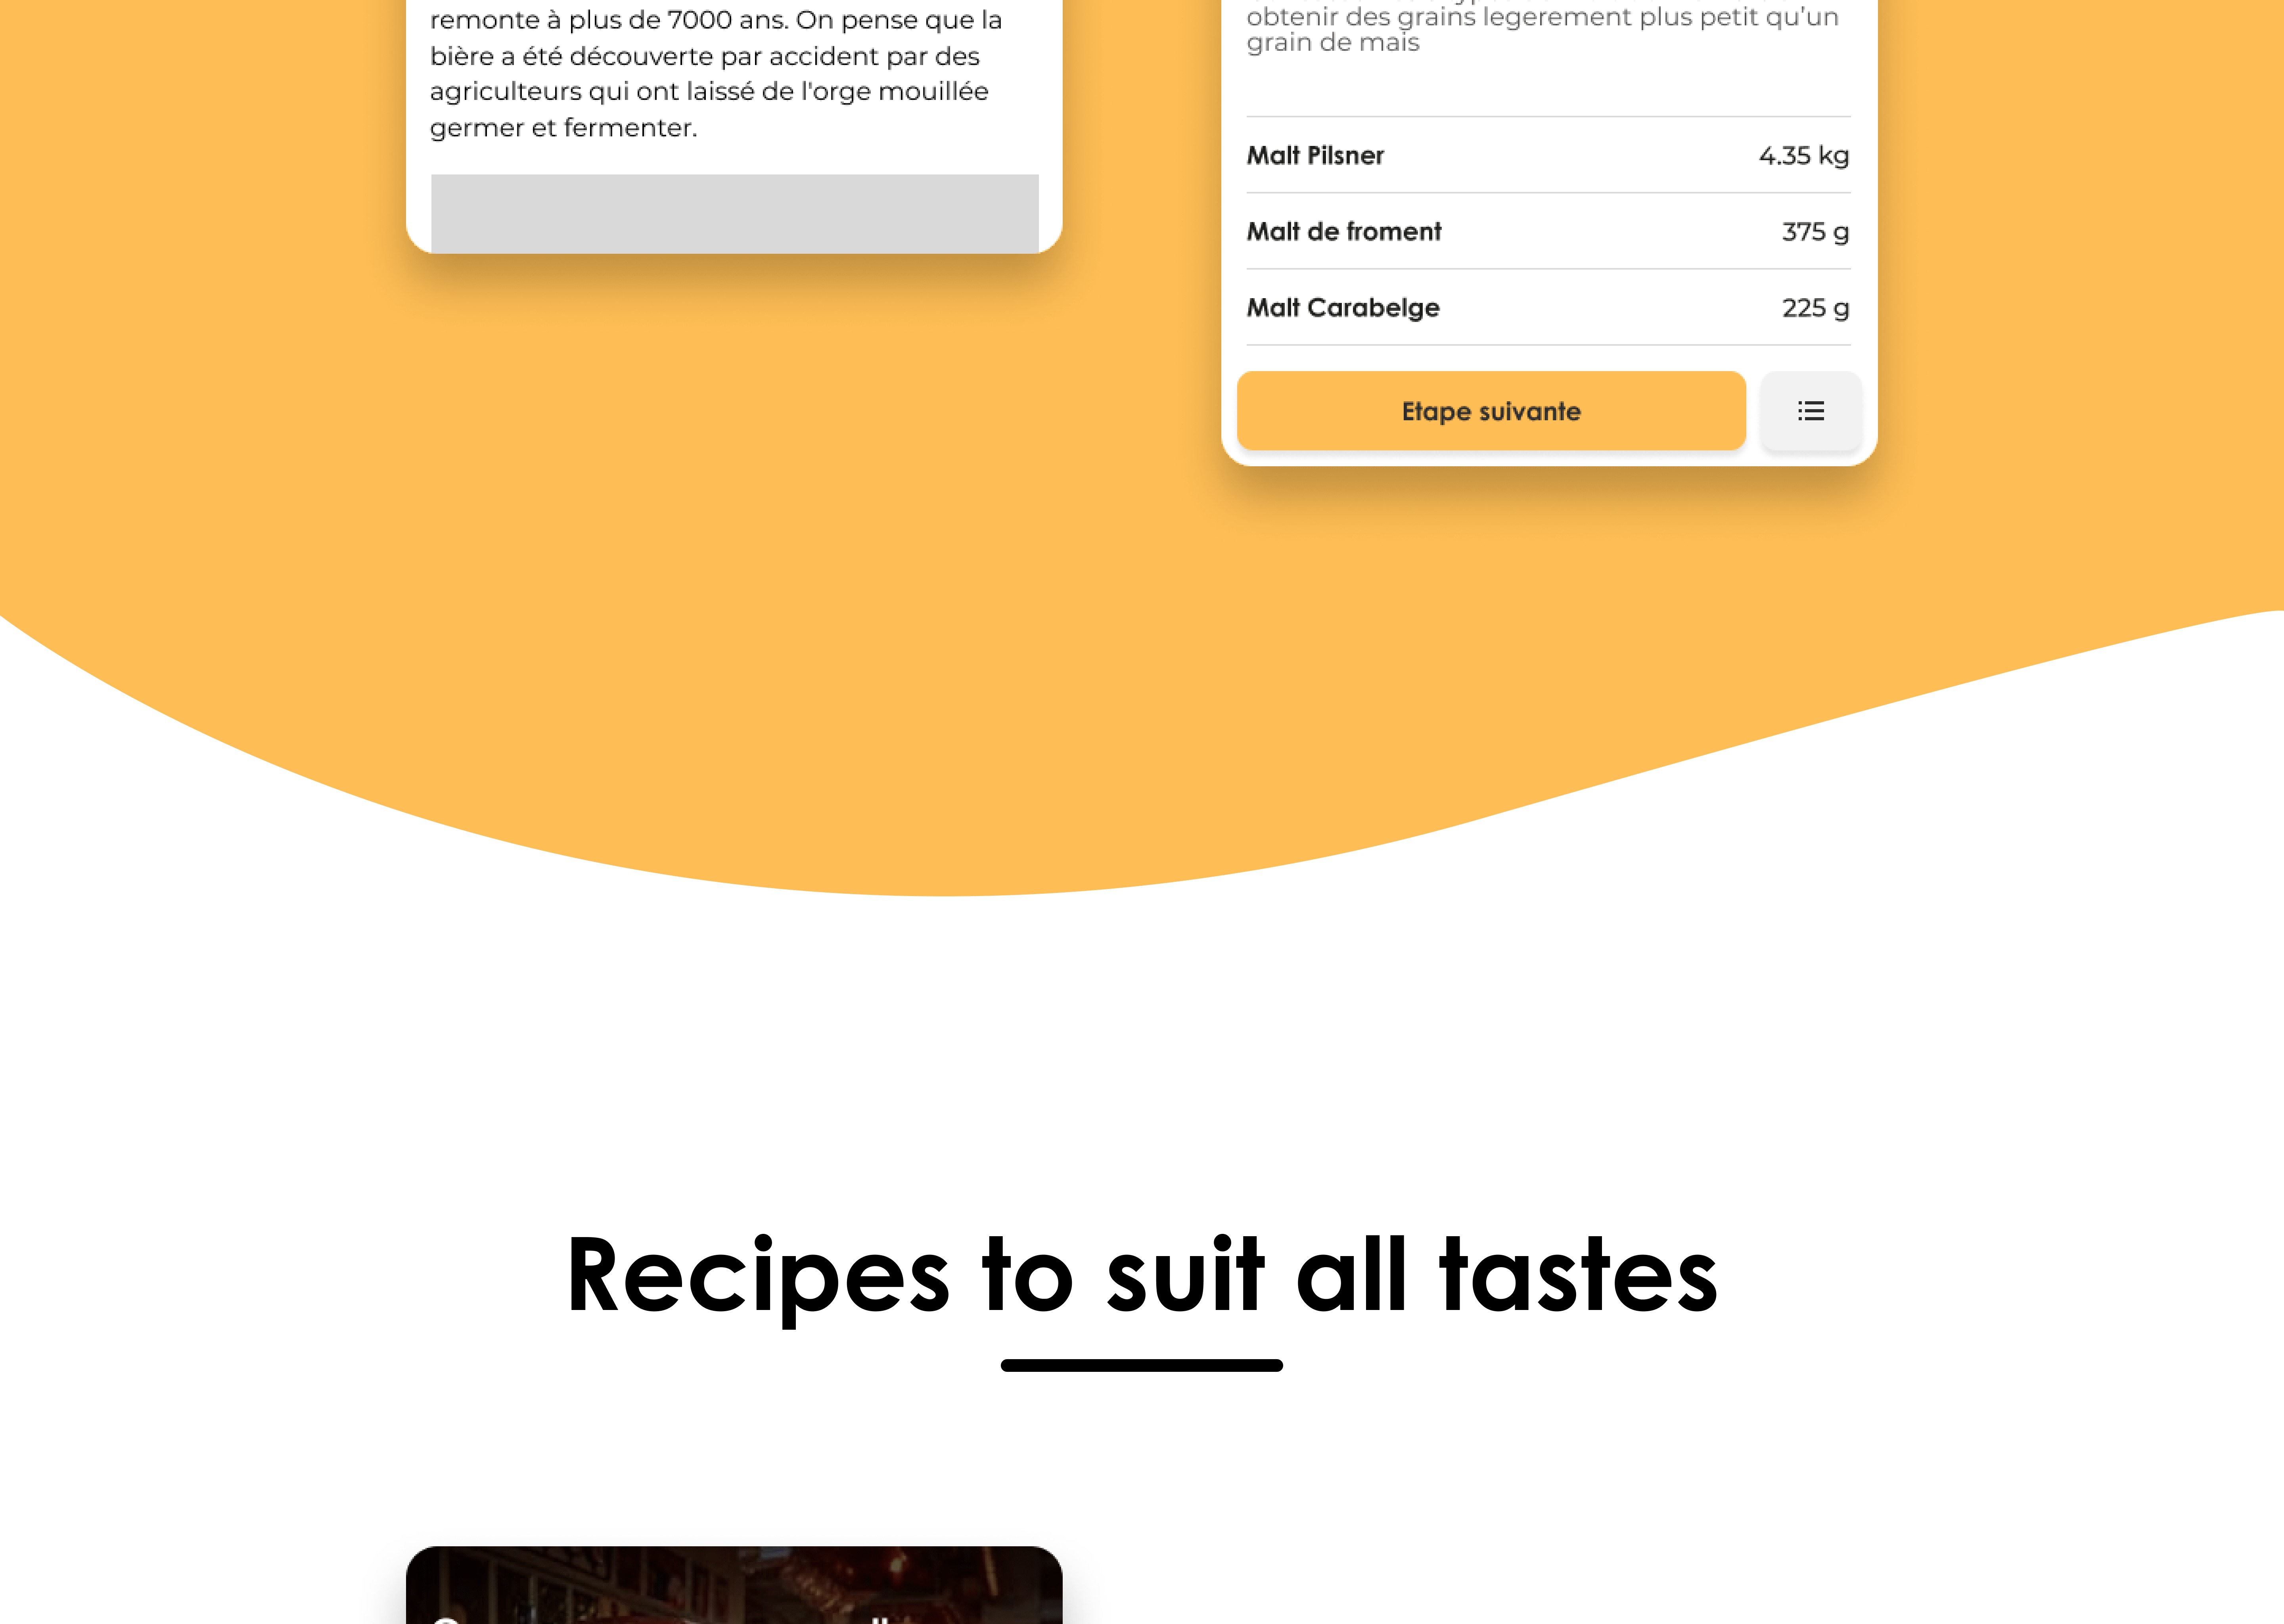 remonte à plus de 7000 ans. On pense que la
bière a été découverte par accident par des
agriculteurs qui ont laissé de l'orge mouillée
germer et fermenter.
obtenir des grains legerement plus petit qu'un
grain de mais
Malt Pilsner 4.35 kg
Malt de froment 375 g
Malt Carabelge 225 g
Etape suivante
Recipes to suit all tastes